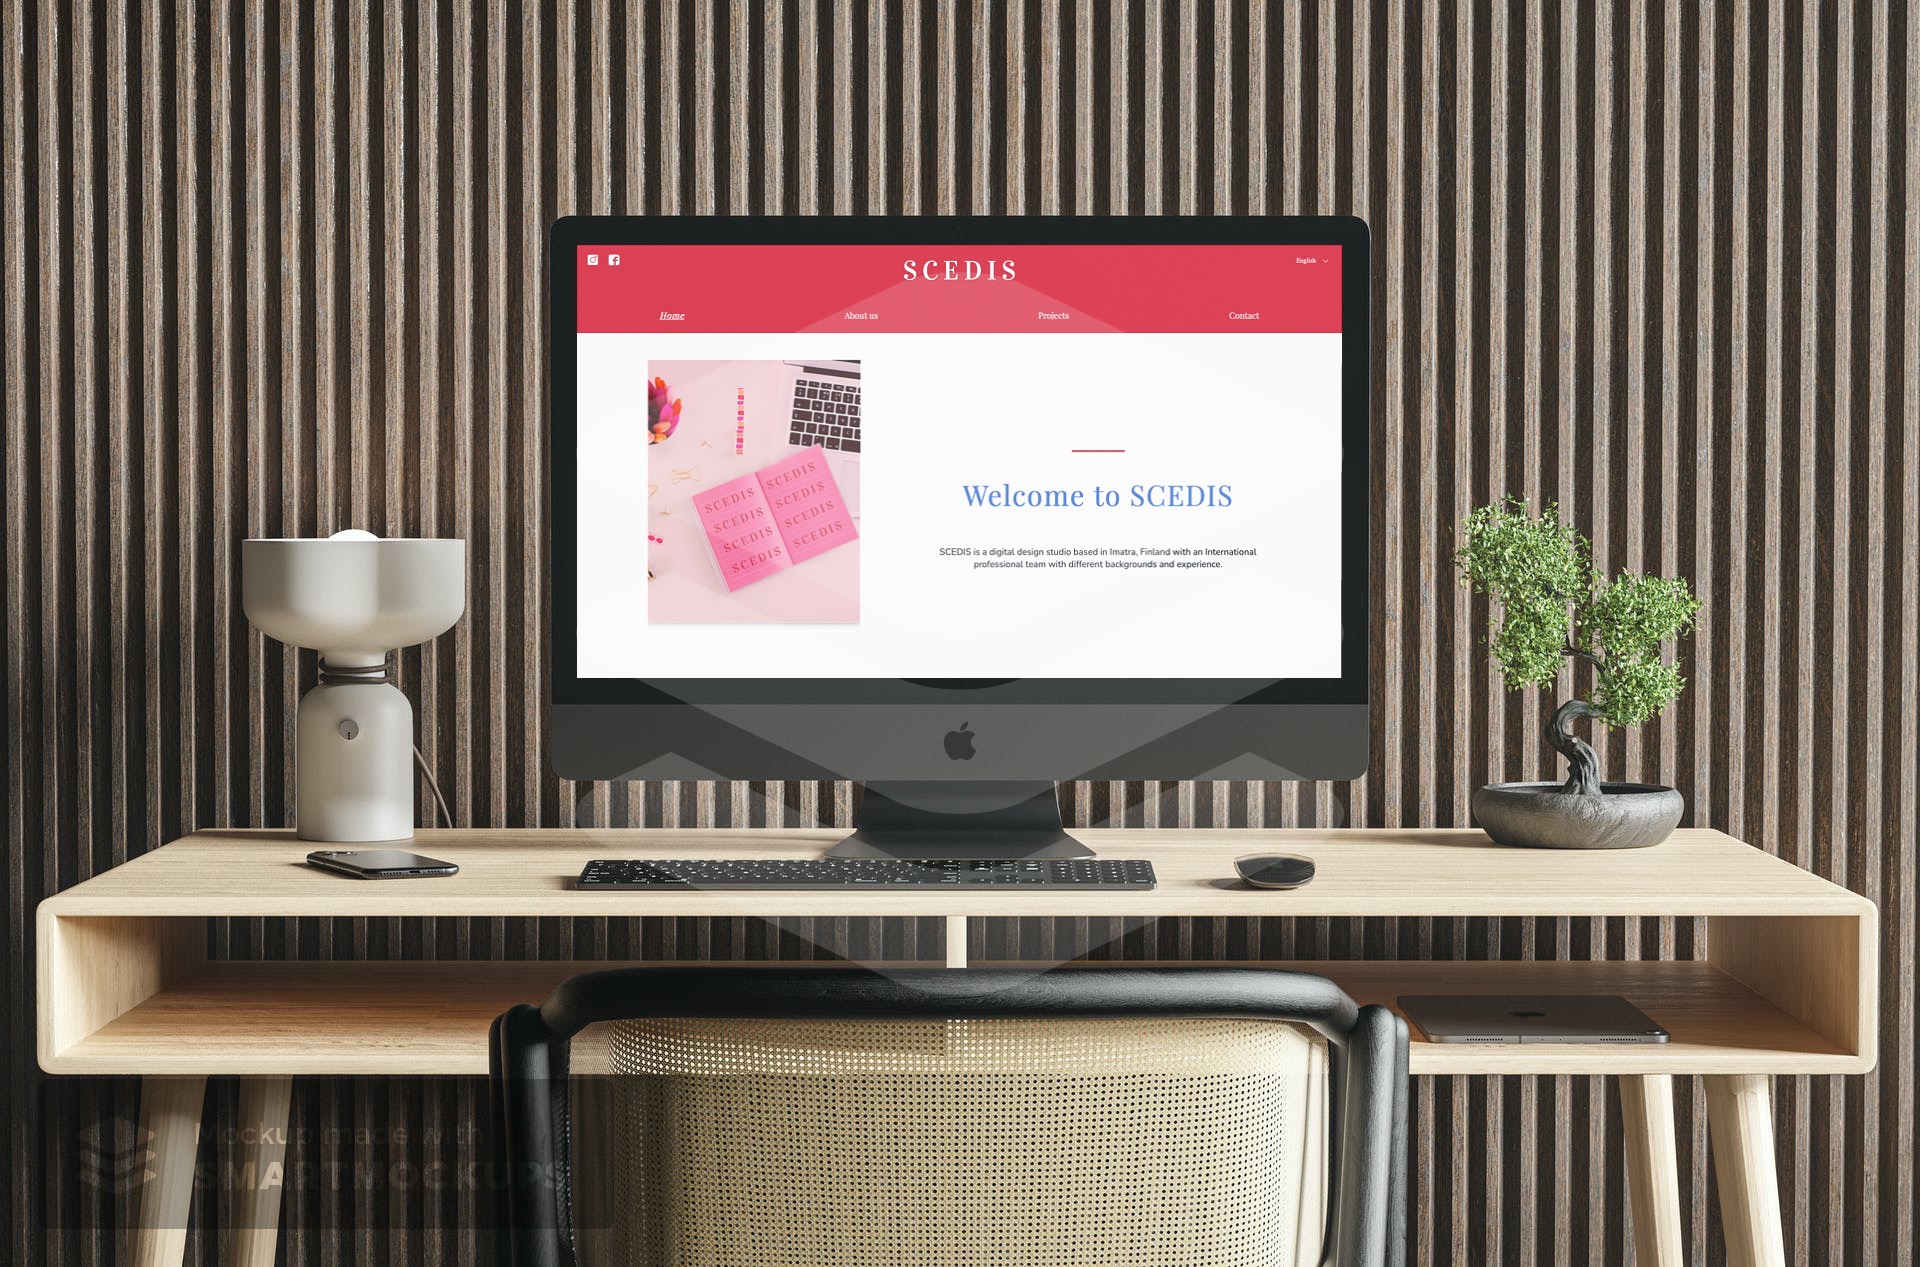 SCEDIS
English
Home
About us
Projects
Contact
SCEDIS SCEDIS
SCEDIS SCEDIS
SCEDIS SCEDIS
SCEDIS SCEDIS
Welcome to SCEDIS
SCEDIS is a digital design studio based in Imatra, Finland with an International
professional team with different backgrounds and experience.
Mockup made with
SMARTMOCKUPS